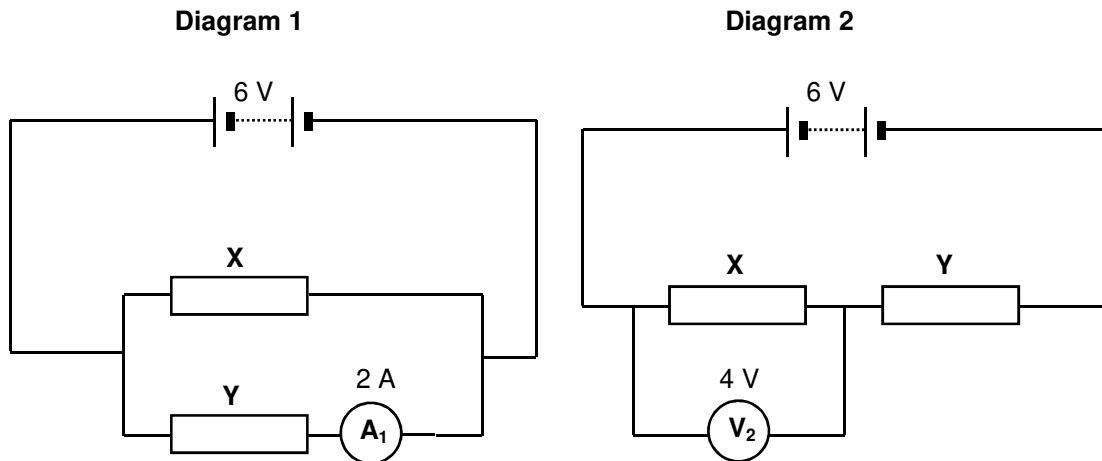 Diagram 1
Diagram 2
6 V
6 V
X
X
Y
2 A
4 V
Y
A₁
V₂